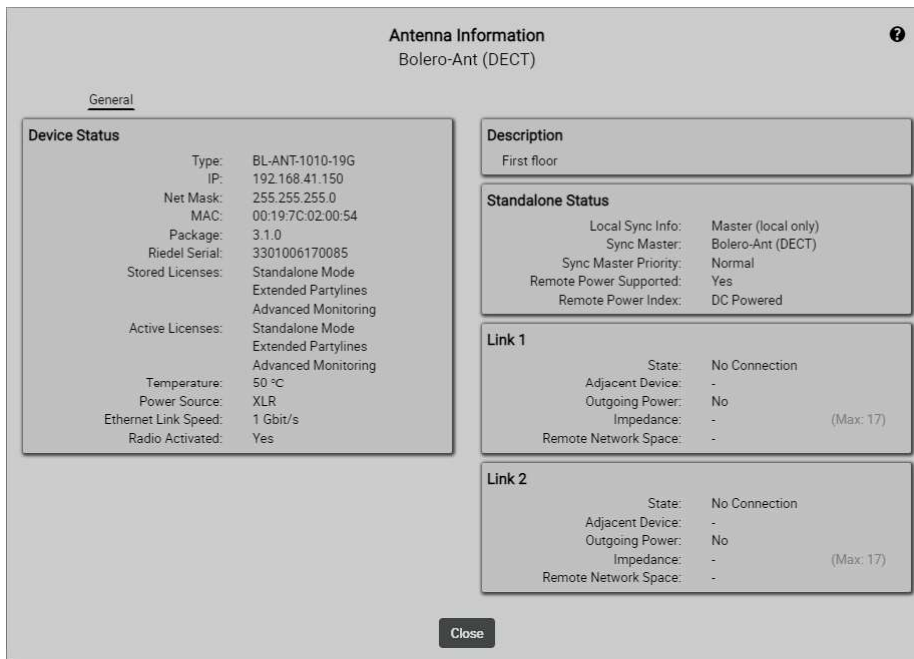 Antenna Information
Bolero-Ant (DECT)
?
General
Device Status
Type: BL-ANT-1010-19G
IP: 192.168.41.150
Net Mask: 255.255.255.0
MAC: 00:19:7C:02:00:54
Package: 3.1.0
Riedel Serial: 3301006170085
Stored Licenses: Standalone Mode
Extended Partylines
Advanced Monitoring
Active Licenses: Standalone Mode
Extended Partylines
Advanced Monitoring
Temperature: 50 °C
Power Source: XLR
Ethernet Link Speed: 1 Gbit/s
Radio Activated: Yes
Description
First floor
Standalone Status
Local Sync Info: Master (local only)
Sync Master: Bolero-Ant (DECT)
Sync Master Priority: Normal
Remote Power Supported: Yes
Remote Power Index: DC Powered
Link 1
State: No Connection
Adjacent Device: -
Outgoing Power: No
Impedance: - (Max: 17)
Remote Network Space: -
Link 2
State: No Connection
Adjacent Device: -
Outgoing Power: No
Impedance: - (Max: 17)
Remote Network Space: -
Close